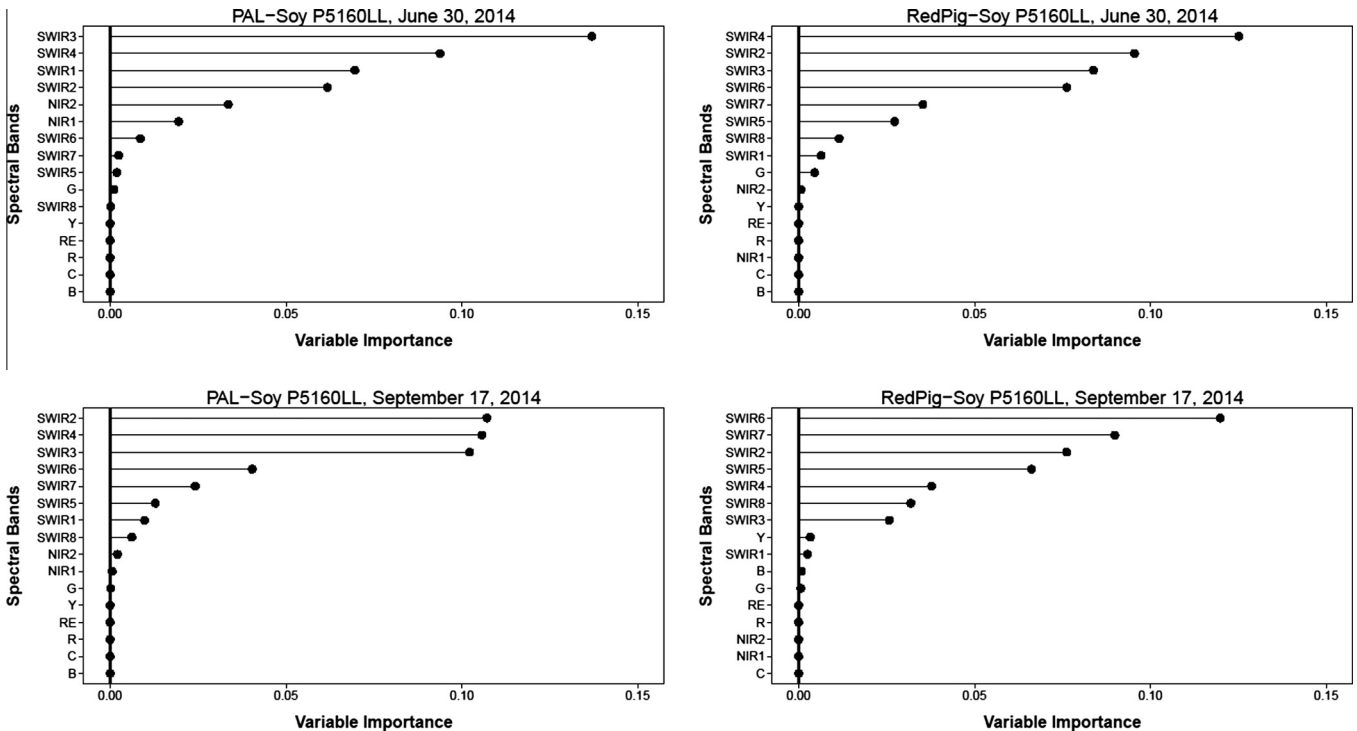 PAL−Soy P5160LL, June 30, 2014
Spectral Bands
SWIR3
SWIR4
SWIR1
SWIR2
NIR2
NIR1
SWIR6
SWIR7
SWIR5
G
SWIR8
Y
RE
R
C
B
0.00 0.05 0.10 0.15
Variable Importance
RedPig−Soy P5160LL, June 30, 2014
Spectral Bands
SWIR4
SWIR2
SWIR3
SWIR6
SWIR7
SWIR5
SWIR8
SWIR1
G
NIR2
Y
RE
R
NIR1
C
B
0.00 0.05 0.10 0.15
Variable Importance
PAL−Soy P5160LL, September 17, 2014
Spectral Bands
SWIR2
SWIR4
SWIR3
SWIR6
SWIR7
SWIR5
SWIR1
SWIR8
NIR2
NIR1
G
Y
RE
R
C
B
0.00 0.05 0.10 0.15
Variable Importance
RedPig−Soy P5160LL, September 17, 2014
Spectral Bands
SWIR6
SWIR7
SWIR2
SWIR5
SWIR4
SWIR8
SWIR3
Y
SWIR1
B
G
RE
R
NIR2
NIR1
C
0.00 0.05 0.10 0.15
Variable Importance